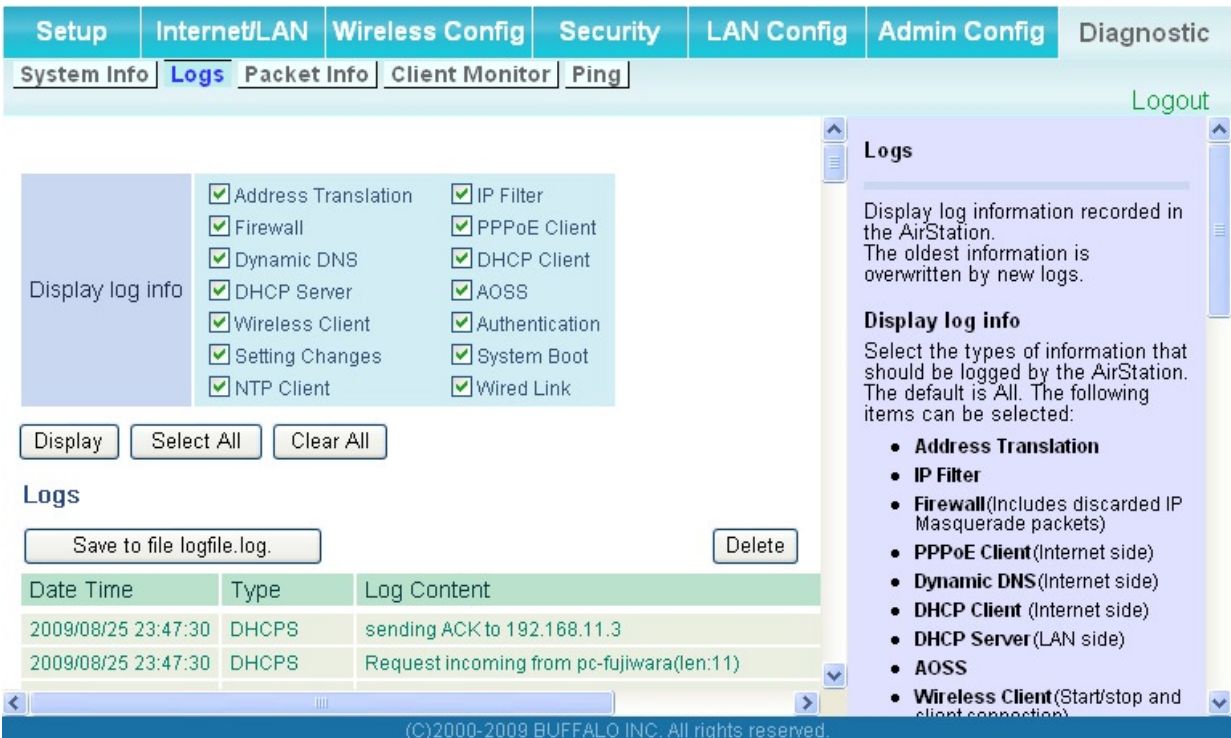 Setup Internet/LAN Wireless Config Security LAN Config Admin Config Diagnostic
System Info Logs Packet Info Client Monitor Ping
Logout
Display log info
Address Translation IP Filter
Firewall PPPoE Client
Dynamic DNS DHCP Client
DHCP Server AOSS
Wireless Client Authentication
Setting Changes System Boot
NTP Client Wired Link
Display Select All Clear All
Logs
Save to file logfile.log. Delete
Date Time Type Log Content
2009/08/25 23:47:30 DHCPS sending ACK to 192.168.11.3
2009/08/25 23:47:30 DHCPS Request incoming from pc-fujiwara(len:11)
Logs
Display log information recorded in
the AirStation.
The oldest information is
overwritten by new logs.
Display log info
Select the types of information that
should be logged by the AirStation.
The default is All. The following
items can be selected:
Address Translation
IP Filter
Firewall(Includes discarded IP
Masquerade packets)
PPPoE Client(Internet side)
Dynamic DNS(Internet side)
DHCP Client (Internet side)
DHCP Server(LAN side)
AOSS
Wireless Client(Start/stop and
client connection)
(C)2000-2009 BUFFALO INC. All rights reserved.